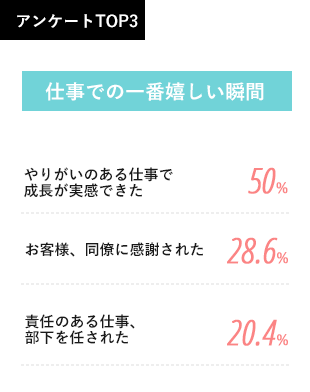 アンケートTOP3
仕事での一番嬉しい瞬間
やりがいのある仕事で
成長が実感できた
50%
お客様、同僚に感謝された
28.6%
責任のある仕事、
部下を任された
20.4%